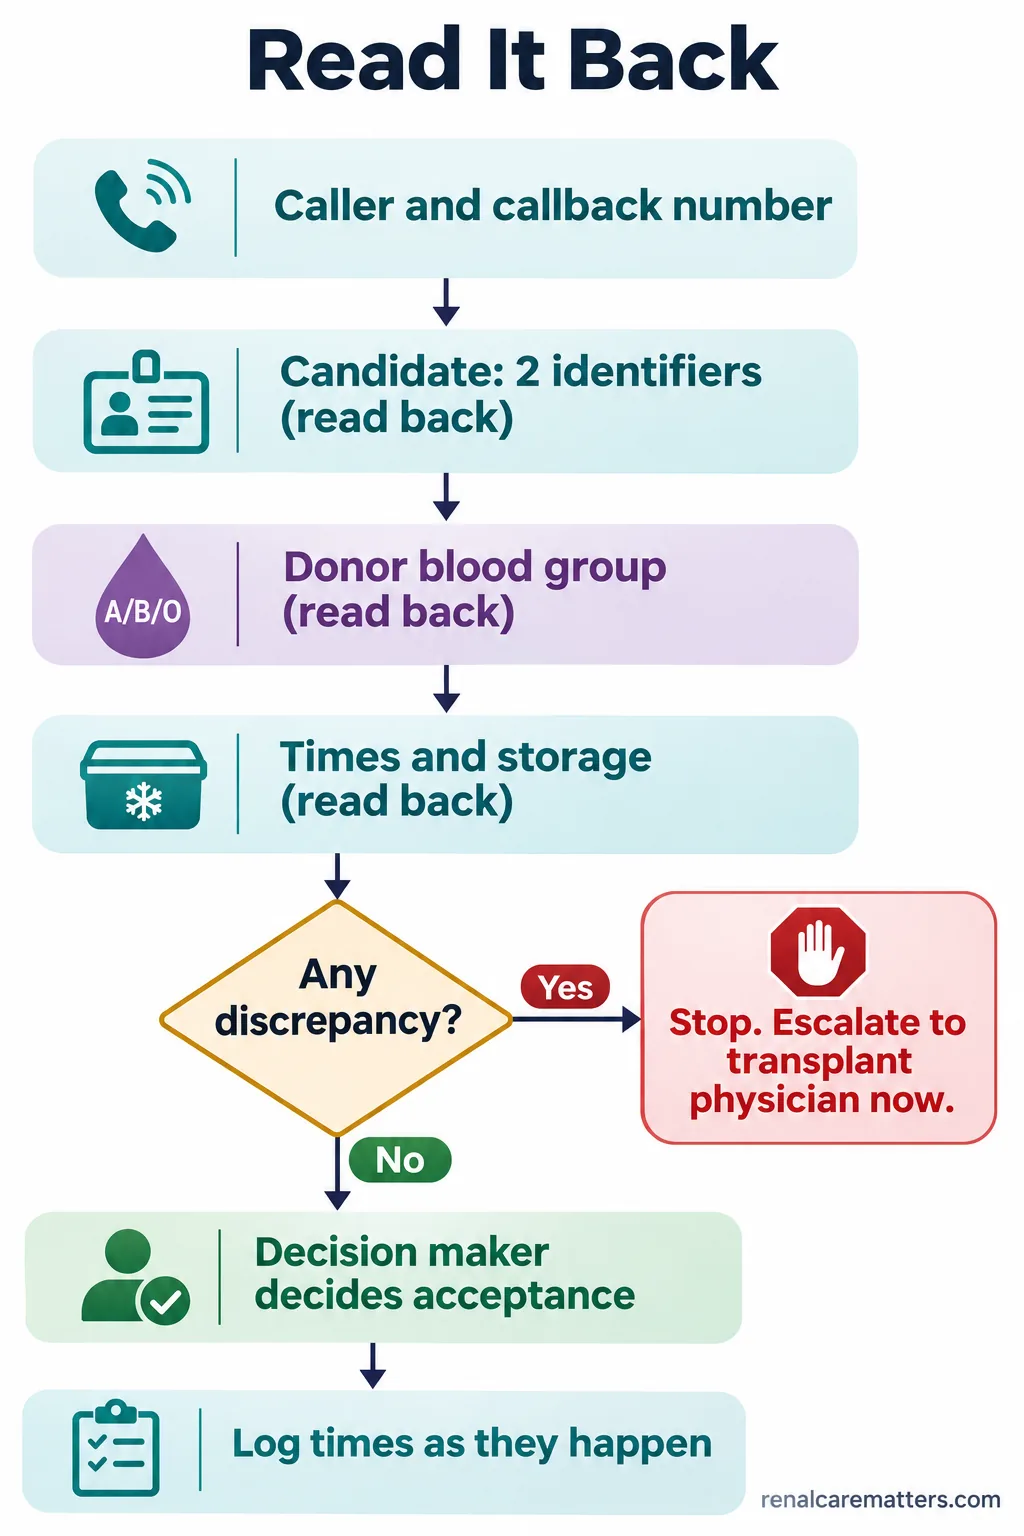 Read It Back
Caller and callback number
Candidate: 2 identifiers
(read back)
A/B/O
Donor blood group
(read back)
Times and storage
(read back)
Any
discrepancy?
Yes
Stop. Escalate to
transplant
physician now.
No
Decision maker
decides acceptance
Log times as they happen
renalcarematters.com